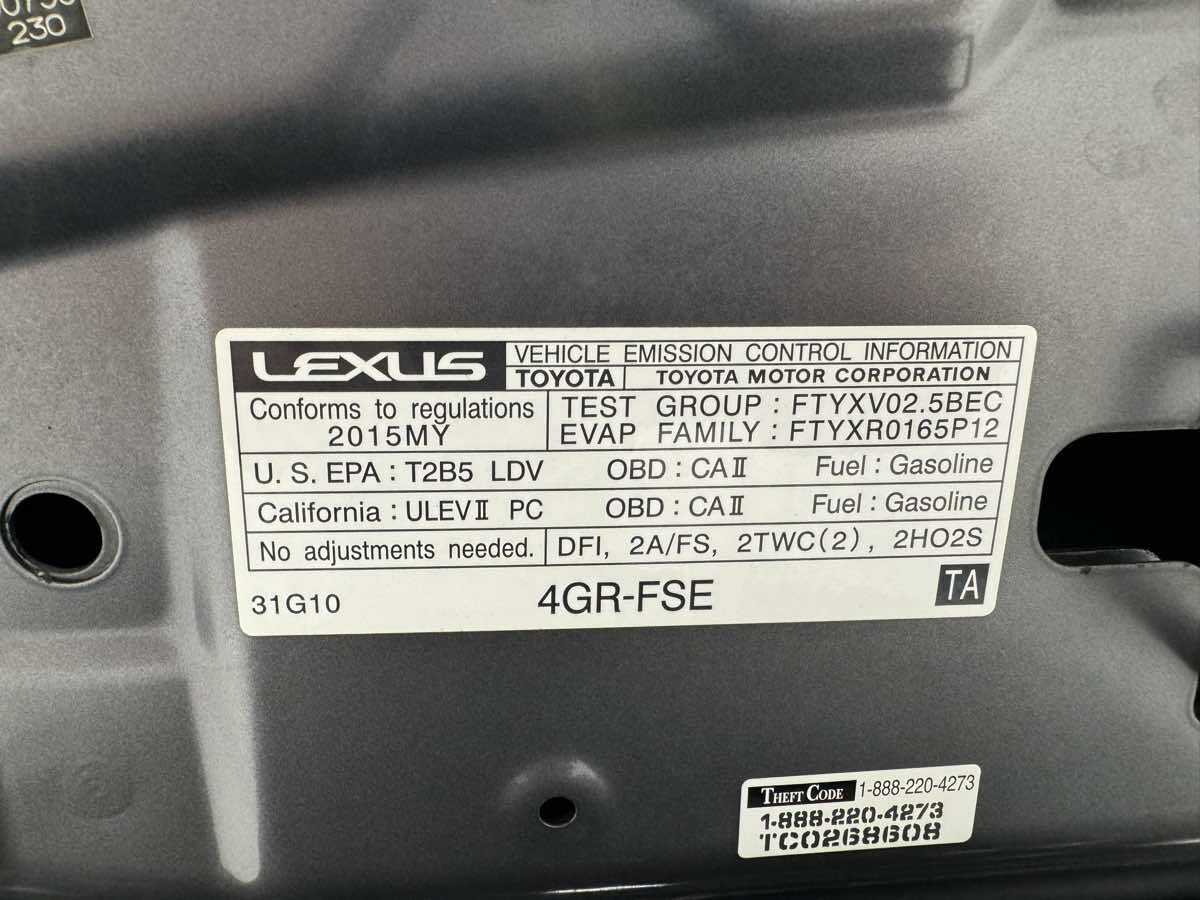 230
LEXUS VEHICLE EMISSION CONTROL INFORMATION
TOYOTA TOYOTA MOTOR CORPORATION
Conforms to regulations TEST GROUP : FTYXV02.5BEC
2015MY EVAP FAMILY : FTYXR0165P12
U. S. EPA : T2B5 LDV OBD : CAⅡ Fuel : Gasoline
California : ULEVⅡ PC OBD : CAⅡ Fuel : Gasoline
No adjustments needed. DFI, 2A/FS, 2TWC(2), 2HO2S
31G10 4GR-FSE TA
THEFT CODE 1-888-220-4273
1-888-220-4273
TC0268608